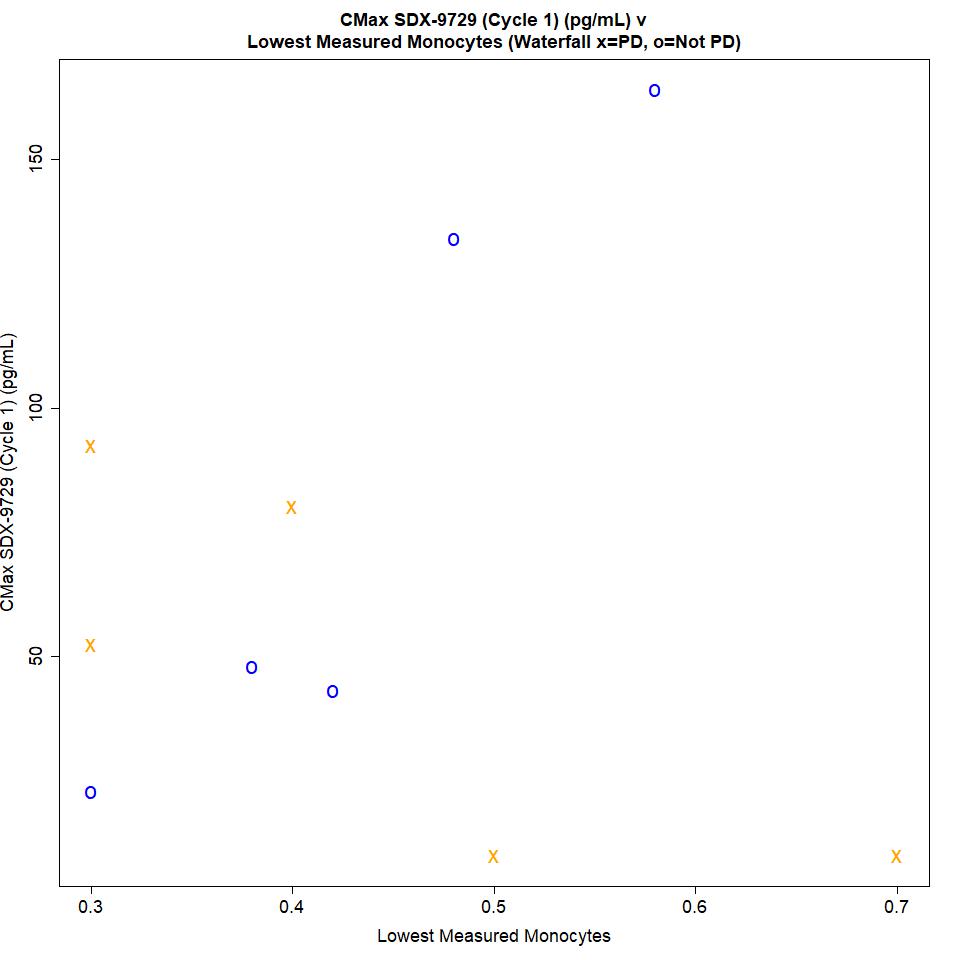 CMax SDX-9729 (Cycle 1) (pg/mL) v
Lowest Measured Monocytes (Waterfall x=PD, o=Not PD)
CMax SDX-9729 (Cycle 1) (pg/mL)
150
100
50
O
O
X
X
X
O
O
O
X
X
0.3
0.4
0.5
0.6
0.7
Lowest Measured Monocytes